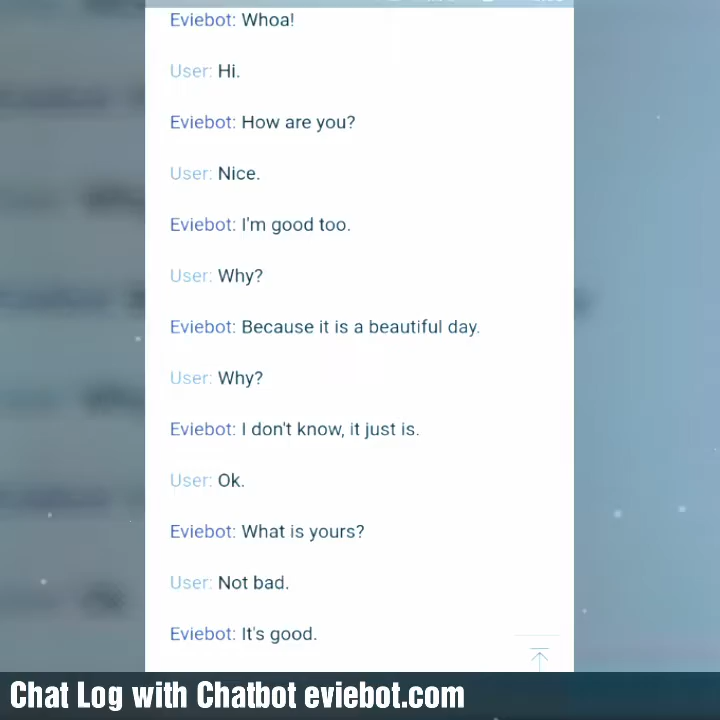 Eviebot: Whoa!
User: Hi.
Eviebot: How are you?
User: Nice.
Eviebot: I'm good too.
User: Why?
Eviebot: Because it is a beautiful day.
User: Why?
Eviebot: I don't know, it just is.
User: Ok.
Eviebot: What is yours?
User: Not bad.
Eviebot: It's good.
Chat Log with Chatbot eviebot.com